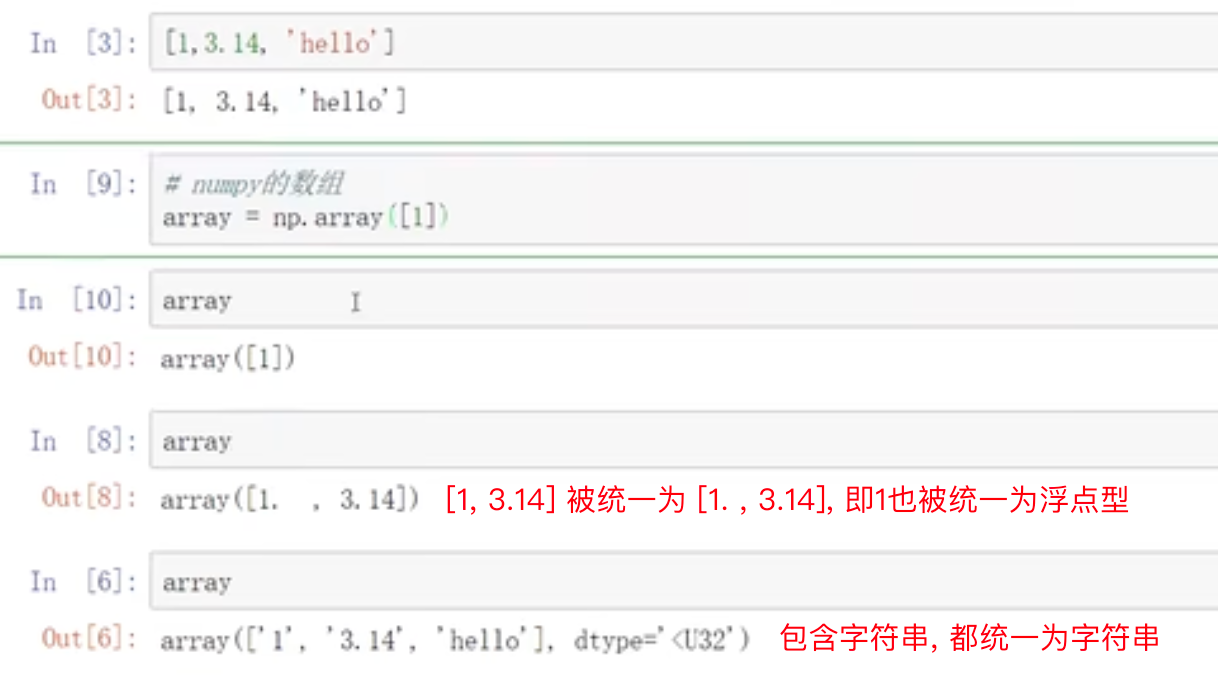 In [3]: [1,3.14, 'hello']
Out[3]: [1, 3.14, 'hello']
In [9]: # numpy的数组
array = np.array([1])
In [10]: array
Out[10]: array([1])
In [8]: array
Out[8]: array([1. , 3.14]) [1, 3.14] 被统一为 [1. , 3.14], 即1也被统一为浮点型
In [6]: array
Out[6]: array(['1', '3.14', 'hello'], dtype='<U32') 包含字符串, 都统一为字符串